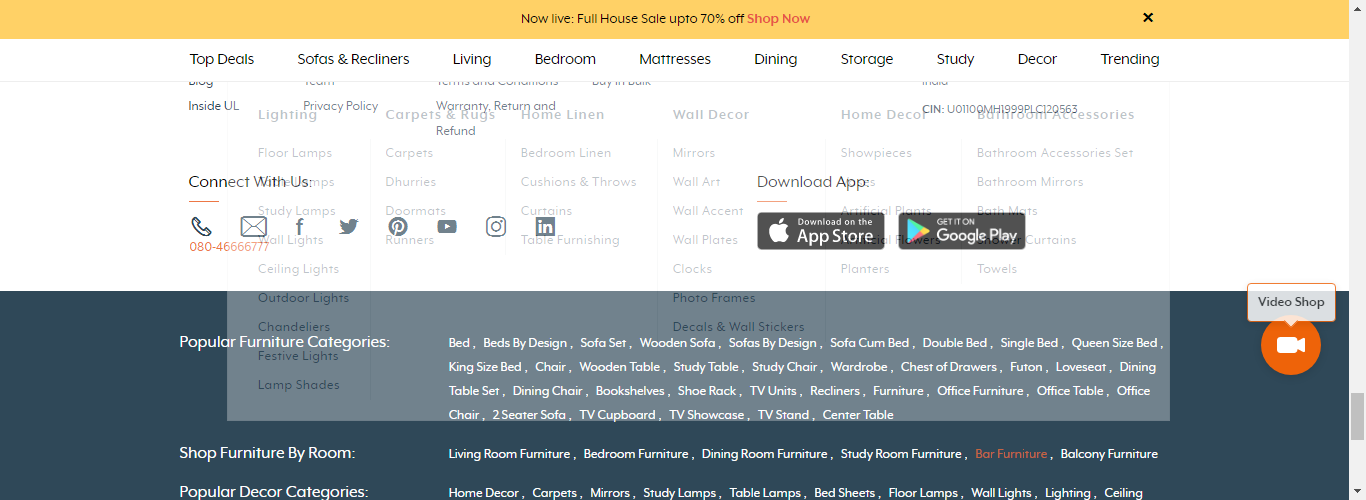 Now live: Full House Sale upto 70% off Shop Now
Top Deals Sofas & Recliners Living Bedroom Mattresses Dining Storage Study Decor Trending
Blog Team Terms and Conditions Buy in Bulk India
Inside UL Privacy Policy Warranty, Return and Refund CIN: U01100MH1999PLC120563
Lighting Carpets & Rugs Home Linen Wall Decor Home Decor Bathroom Accessories
Floor Lamps Carpets Bedroom Linen Mirrors Showpieces Bathroom Accessories Set
Table Lamps Dhurries Cushions & Throws Wall Art Vases Bathroom Mirrors
Study Lamps Doormats Curtains Wall Accent Artificial Plants Bath Mats
Wall Lights Runners Table Furnishing Wall Plates Artificial Flowers Shower Curtains
Ceiling Lights Clocks Planters Towels
Outdoor Lights Photo Frames
Chandeliers Decals & Wall Stickers
Festive Lights
Lamp Shades
Connect With Us:
080-46666777
Download App:
Download on the
App Store
GET IT ON
Google Play
Video Shop
Popular Furniture Categories:
Bed , Beds By Design , Sofa Set , Wooden Sofa , Sofas By Design , Sofa Cum Bed , Double Bed , Single Bed , Queen Size Bed ,
King Size Bed , Chair , Wooden Table , Study Table , Study Chair , Wardrobe , Chest of Drawers , Futon , Loveseat , Dining
Table Set , Dining Chair , Bookshelves , Shoe Rack , TV Units , Recliners , Furniture , Office Furniture , Office Table , Office
Chair , 2 Seater Sofa , TV Cupboard , TV Showcase , TV Stand , Center Table
Shop Furniture By Room:
Living Room Furniture , Bedroom Furniture , Dining Room Furniture , Study Room Furniture , Bar Furniture , Balcony Furniture
Popular Decor Categories:
Home Decor , Carpets , Mirrors , Study Lamps , Table Lamps , Bed Sheets , Floor Lamps , Wall Lights , Lighting , Ceiling